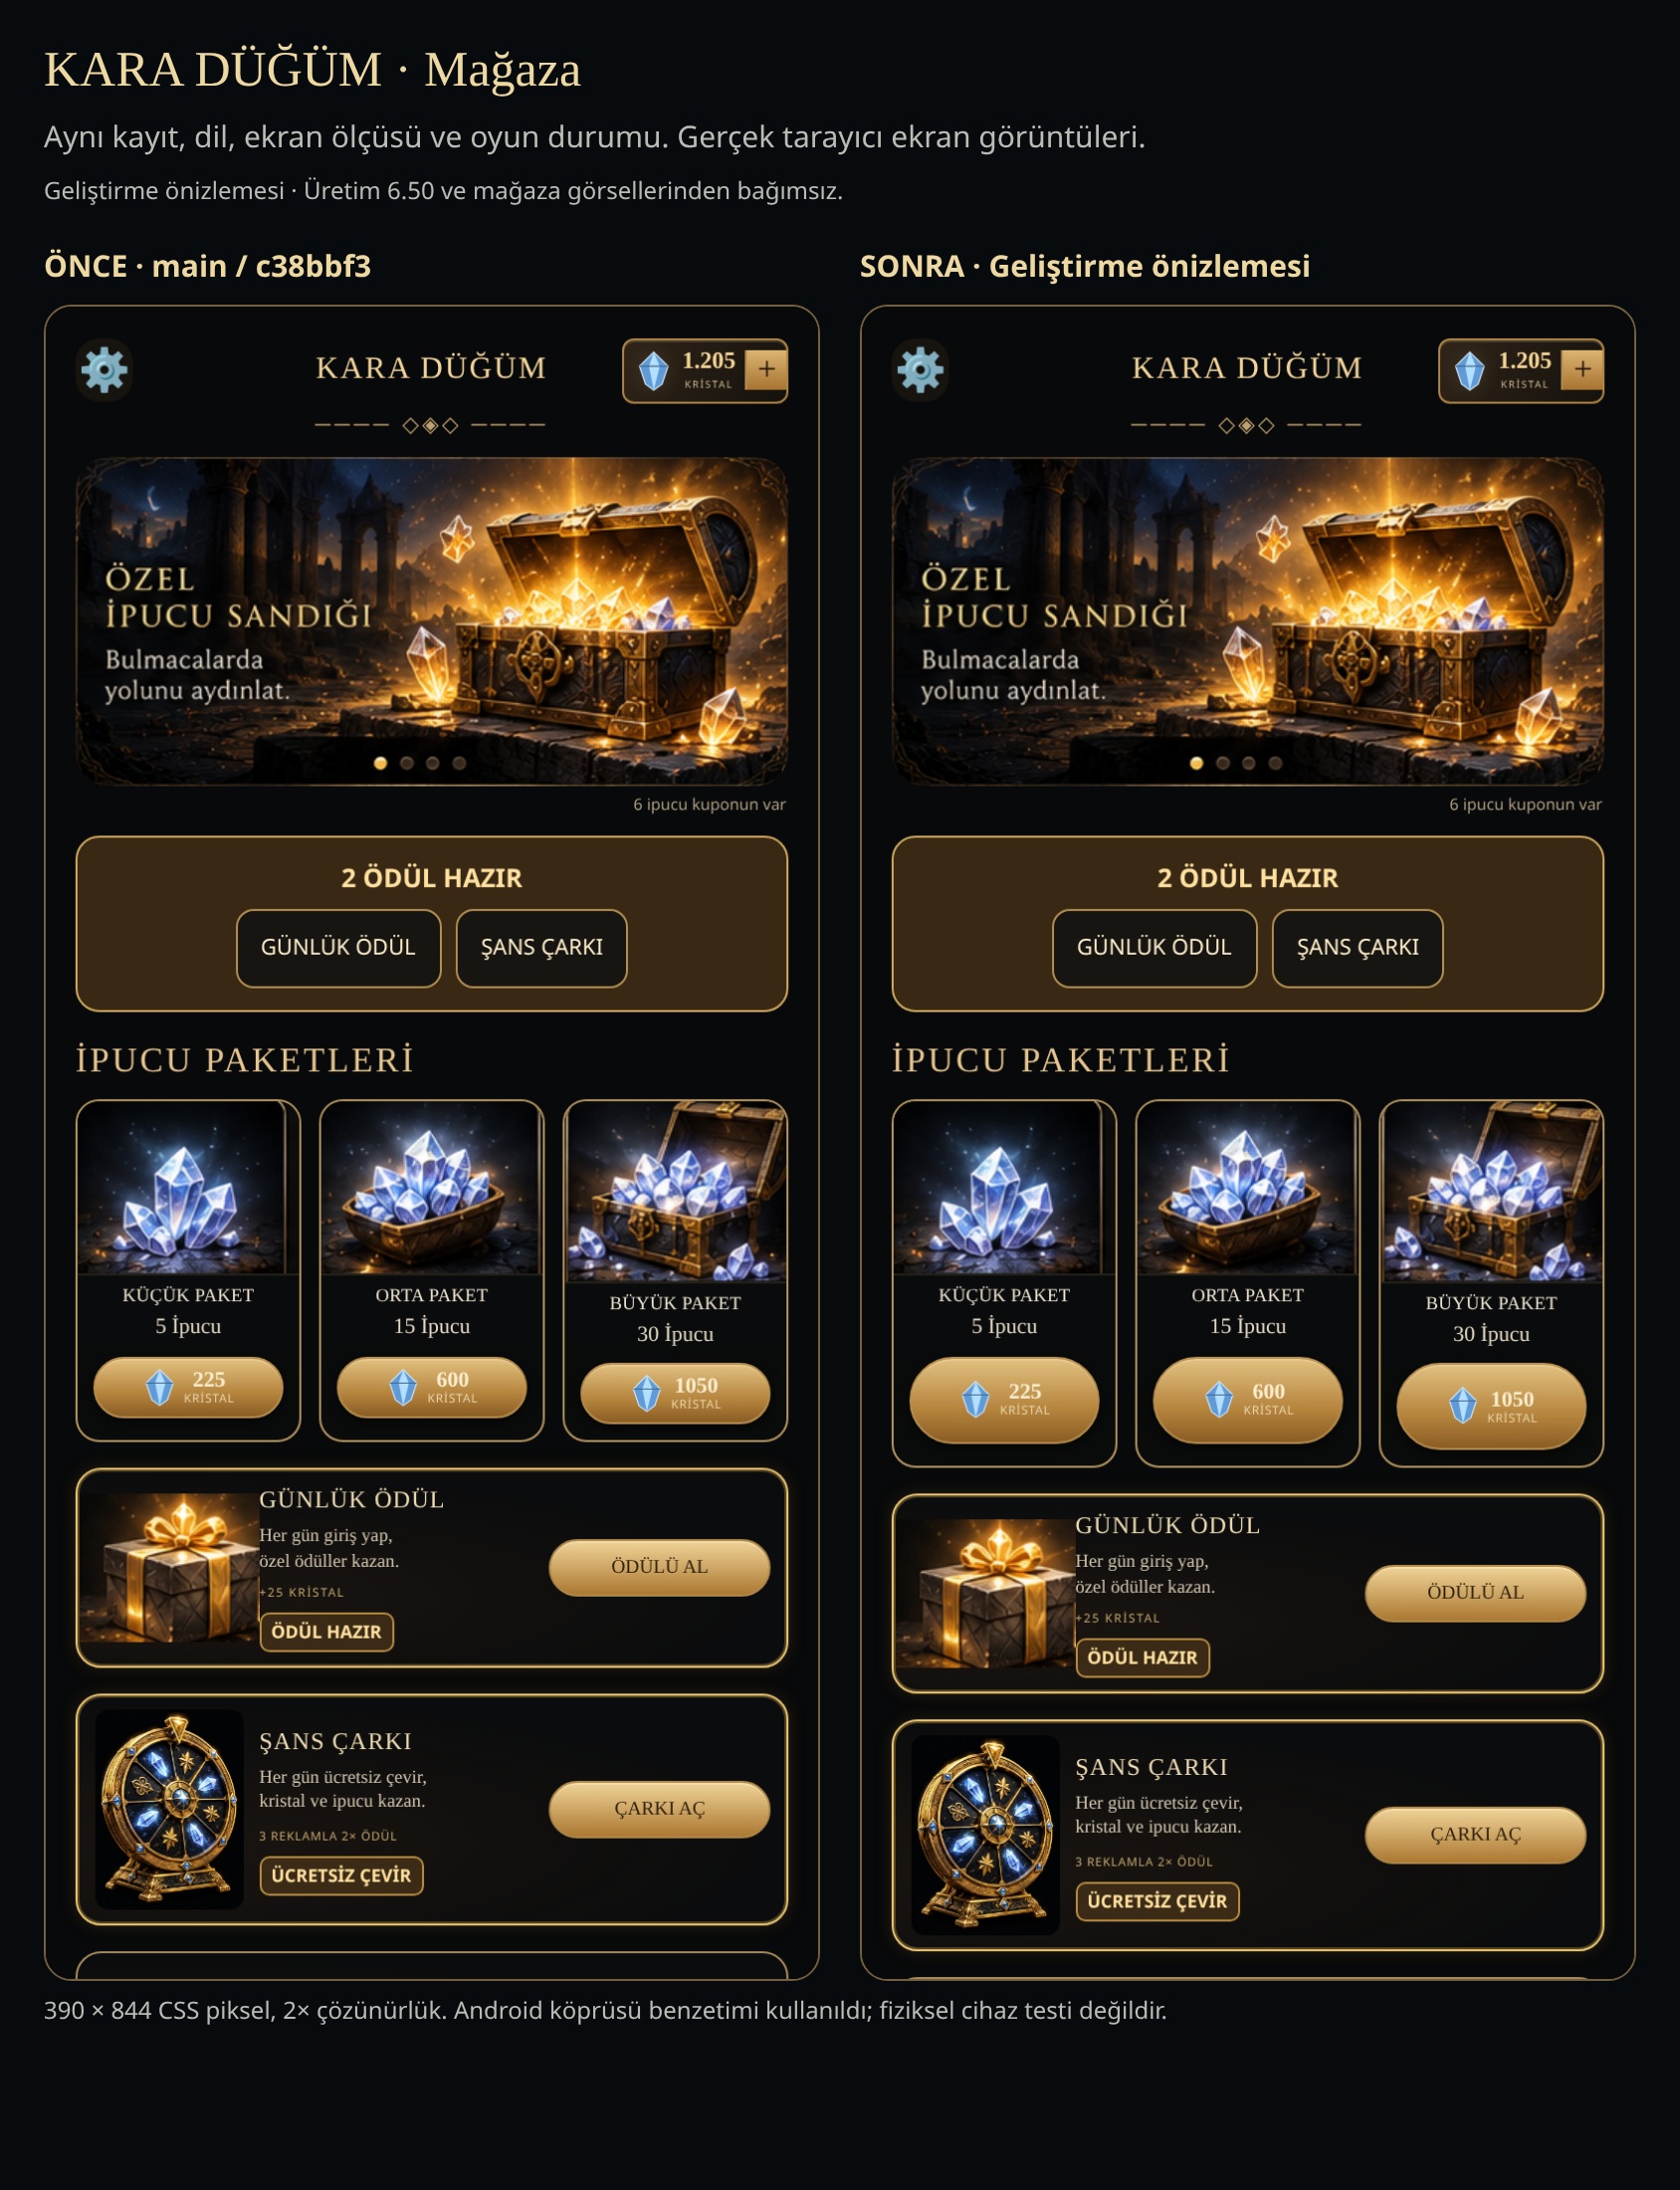 KARA DÜĞÜM · Mağaza
Aynı kayıt, dil, ekran ölçüsü ve oyun durumu. Gerçek tarayıcı ekran görüntüleri.
Geliştirme önizlemesi · Üretim 6.50 ve mağaza görsellerinden bağımsız.
ÖNCE · main / c38bbf3
KARA DÜĞÜM
1.205
KRİSTAL
+
ÖZEL
İPUCU SANDIĞI
Bulmacalarda
yolunu aydınlat.
6 ipucu kuponun var
2 ÖDÜL HAZIR
GÜNLÜK ÖDÜL
ŞANS ÇARKI
İPUCU PAKETLERİ
KÜÇÜK PAKET
5 İpucu
225
KRİSTAL
ORTA PAKET
15 İpucu
600
KRİSTAL
BÜYÜK PAKET
30 İpucu
1050
KRİSTAL
GÜNLÜK ÖDÜL
Her gün giriş yap,
özel ödüller kazan.
+25 KRİSTAL
ÖDÜL HAZIR
ÖDÜLÜ AL
ŞANS ÇARKI
Her gün ücretsiz çevir,
kristal ve ipucu kazan.
3 REKLAMLA 2× ÖDÜL
ÜCRETSİZ ÇEVİR
ÇARKI AÇ
SONRA · Geliştirme önizlemesi
KARA DÜĞÜM
1.205
KRİSTAL
+
ÖZEL
İPUCU SANDIĞI
Bulmacalarda
yolunu aydınlat.
6 ipucu kuponun var
2 ÖDÜL HAZIR
GÜNLÜK ÖDÜL
ŞANS ÇARKI
İPUCU PAKETLERİ
KÜÇÜK PAKET
5 İpucu
225
KRİSTAL
ORTA PAKET
15 İpucu
600
KRİSTAL
BÜYÜK PAKET
30 İpucu
1050
KRİSTAL
GÜNLÜK ÖDÜL
Her gün giriş yap,
özel ödüller kazan.
+25 KRİSTAL
ÖDÜL HAZIR
ÖDÜLÜ AL
ŞANS ÇARKI
Her gün ücretsiz çevir,
kristal ve ipucu kazan.
3 REKLAMLA 2× ÖDÜL
ÜCRETSİZ ÇEVİR
ÇARKI AÇ
390 × 844 CSS piksel, 2× çözünürlük. Android köprüsü benzetimi kullanıldı; fiziksel cihaz testi değildir.